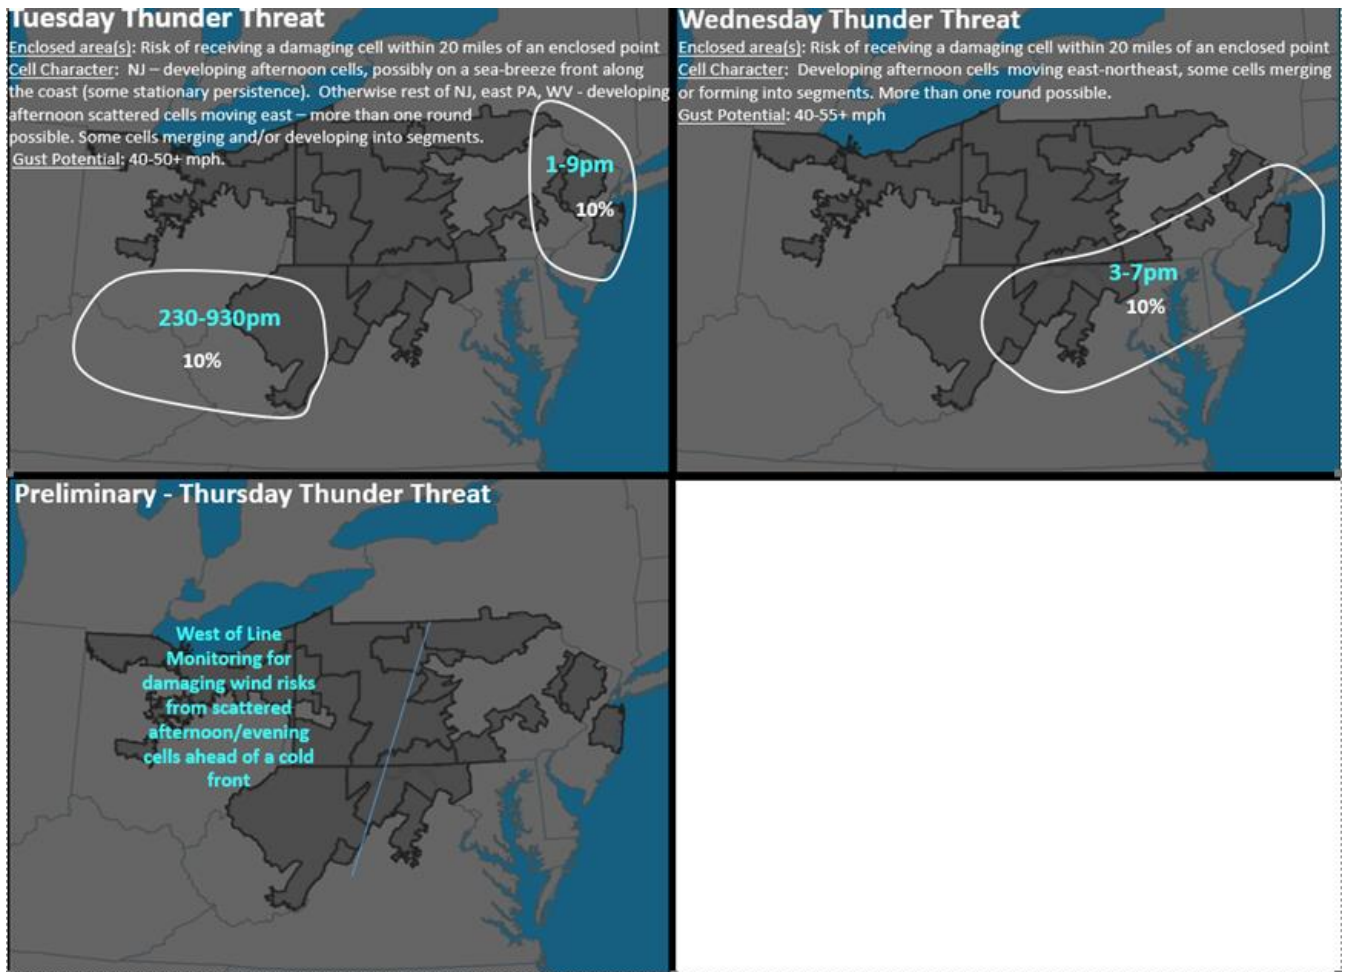 Tuesday Thunder Threat
Enclosed area(s): Risk of receiving a damaging cell within 20 miles of an enclosed point
Cell Character:  NJ – developing afternoon cells, possibly on a sea-breeze front along
the coast (some stationary persistence).  Otherwise rest of NJ, east PA, WV - developing
afternoon scattered cells moving east – more than one round
possible. Some cells merging and/or developing into segments.
Gust Potential: 40-50+ mph.
1-9pm
10%
230-930pm
10%
Wednesday Thunder Threat
Enclosed area(s): Risk of receiving a damaging cell within 20 miles of an enclosed point
Cell Character:  Developing afternoon cells  moving east-northeast, some cells merging
or forming into segments. More than one round possible.
Gust Potential: 40-55+ mph
3-7pm
10%
Preliminary - Thursday Thunder Threat
West of Line
Monitoring for
damaging wind risks
from scattered
afternoon/evening
cells ahead of a cold
front